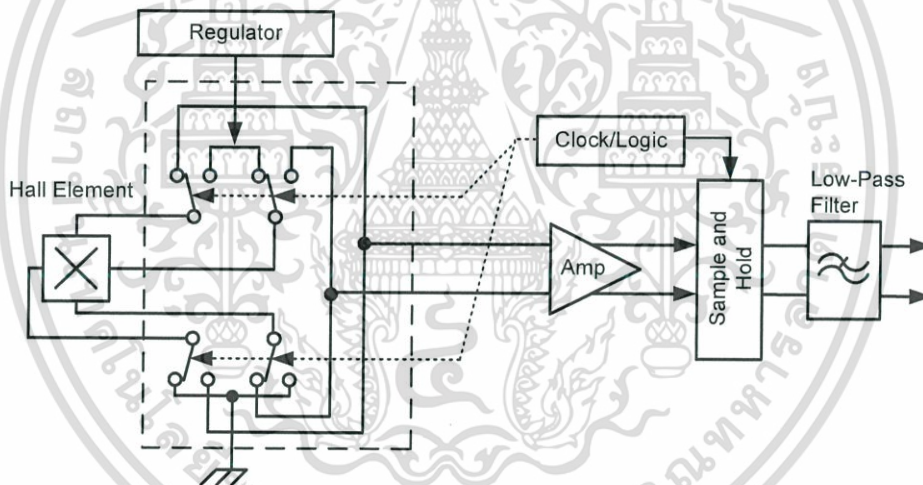 Regulator
Clock/Logic
Hall Element
Low-Pass
Filter
Amp
Sample and
Hold